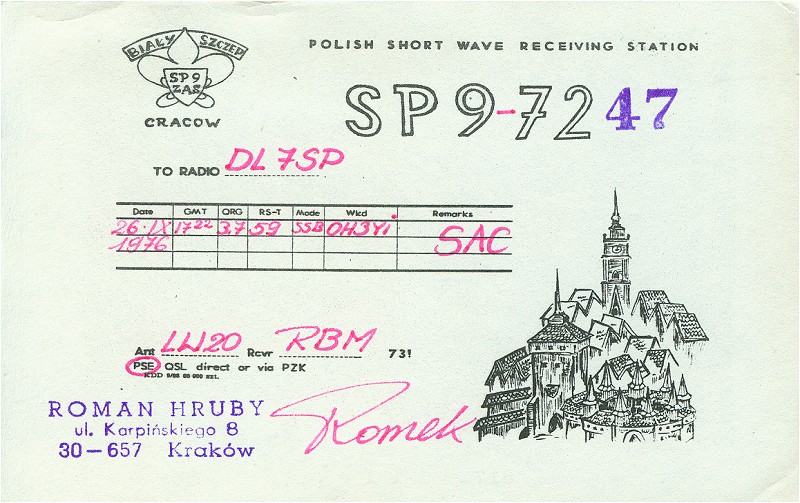 BIAŁY SZCZEP
SP9
ZAS
CRACOW
POLISH SHORT WAVE RECEIVING STATION
SP9-7247
TO RADIO DL7SP
Date GMT QRG RS-T Mode Wkd Remarks
26·IX 17²² 3,7 59 SSB OH3YI SAC
1976
Ant LW20 Rcvr RBM 73!
PSE QSL direct or via PZK
ROMAN HRUBY
ul. Karpińskiego 8
30-657 Kraków
Romek